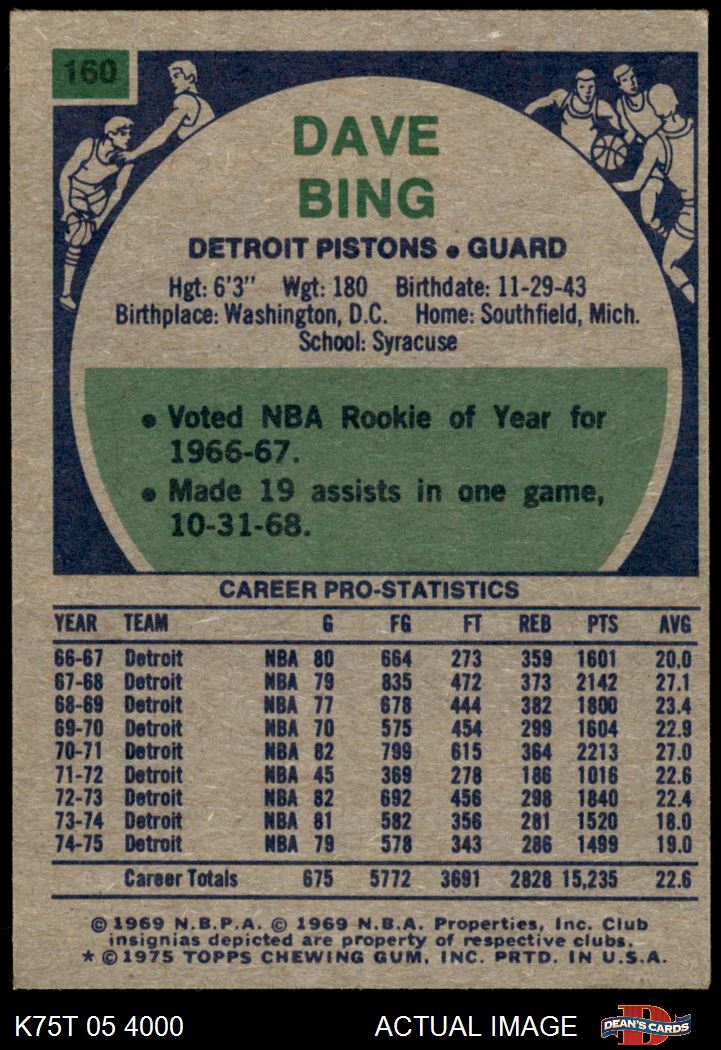 160
DAVE
BING
DETROIT PISTONS • GUARD
Hgt: 6'3" Wgt: 180 Birthdate: 11-29-43
Birthplace: Washington, D.C. Home: Southfield, Mich.
School: Syracuse
• Voted NBA Rookie of Year for
1966-67.
• Made 19 assists in one game,
10-31-68.
CAREER PRO-STATISTICS
YEAR TEAM G FG FT REB PTS AVG
66-67 Detroit NBA 80 664 273 359 1601 20.0
67-68 Detroit NBA 79 835 472 373 2142 27.1
68-69 Detroit NBA 77 678 444 382 1800 23.4
69-70 Detroit NBA 70 575 454 299 1604 22.9
70-71 Detroit NBA 82 799 615 364 2213 27.0
71-72 Detroit NBA 45 369 278 186 1016 22.6
72-73 Detroit NBA 82 692 456 298 1840 22.4
73-74 Detroit NBA 81 582 356 281 1520 18.0
74-75 Detroit NBA 79 578 343 286 1499 19.0
Career Totals 675 5772 3691 2828 15,235 22.6
© 1969 N.B.P.A. © 1969 N.B.A. Properties, Inc. Club
insignias depicted are property of respective clubs.
* © 1975 TOPPS CHEWING GUM, INC. PRTD. IN U.S.A.
K75T 05 4000 ACTUAL IMAGE D DEAN'S CARDS